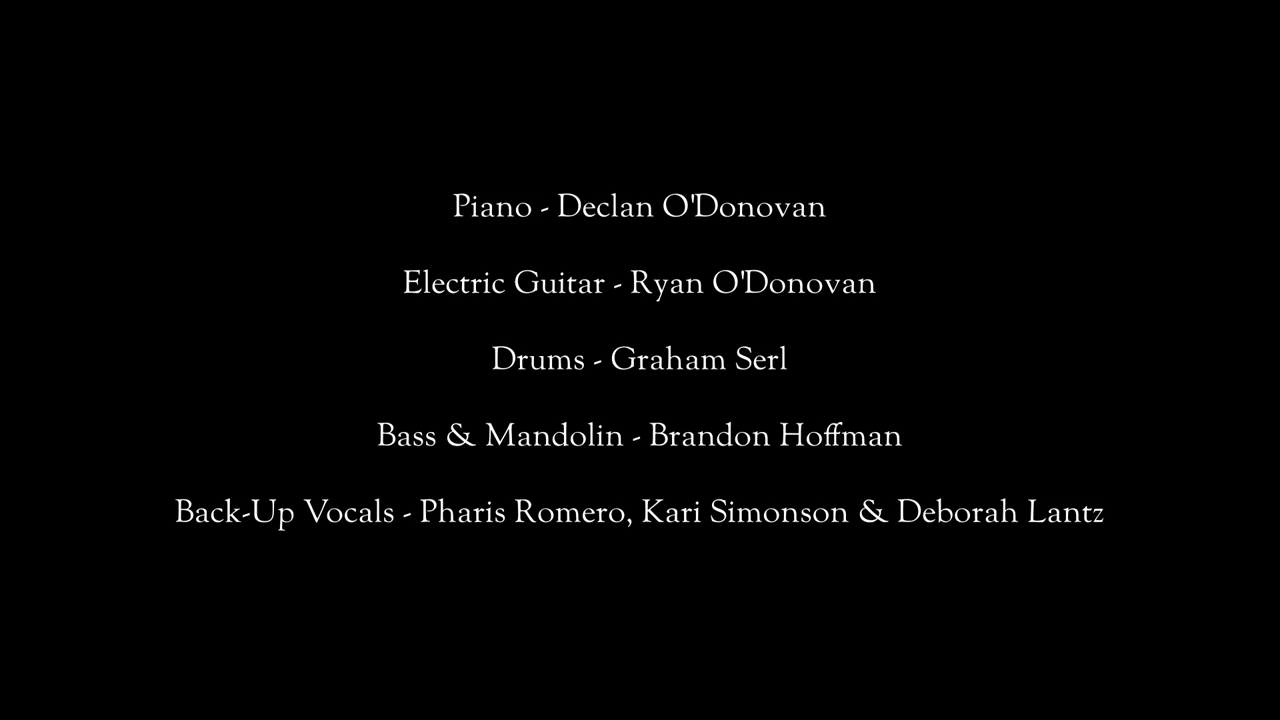 Piano - Declan O'Donovan
Electric Guitar - Ryan O'Donovan
Drums - Graham Serl
Bass & Mandolin - Brandon Hoffman
Back-Up Vocals - Pharis Romero, Kari Simonson & Deborah Lantz